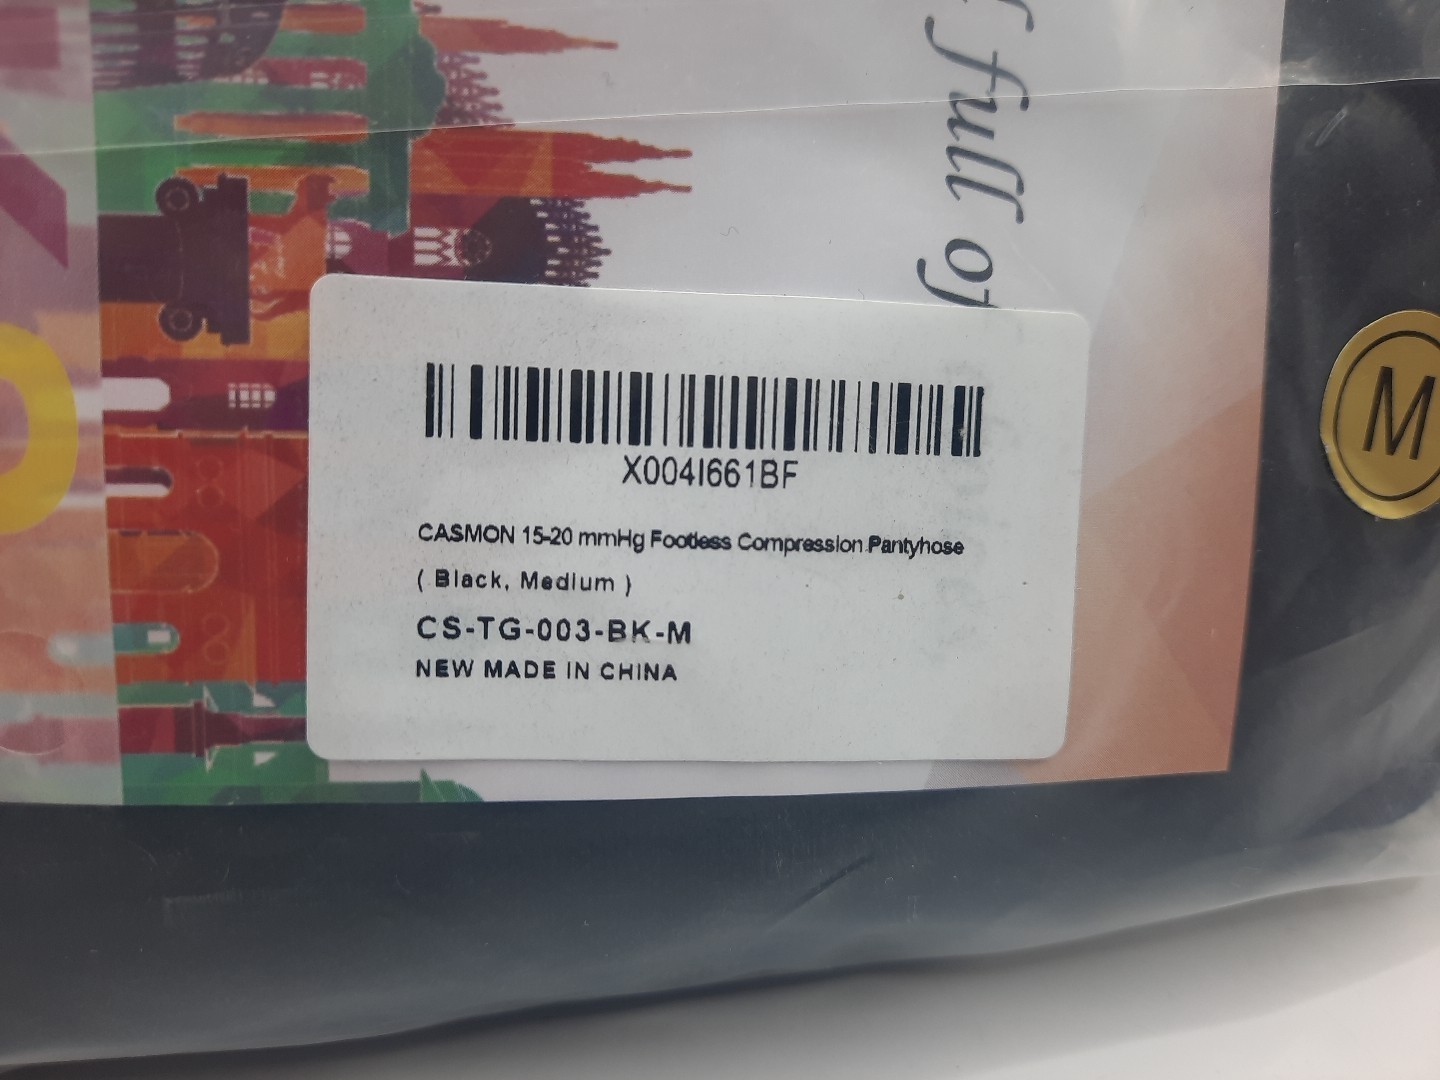 f full of
X004I661BF
CASMON 15-20 mmHg Footless Compression Pantyhose
( Black, Medium )
CS-TG-003-BK-M
NEW MADE IN CHINA
M